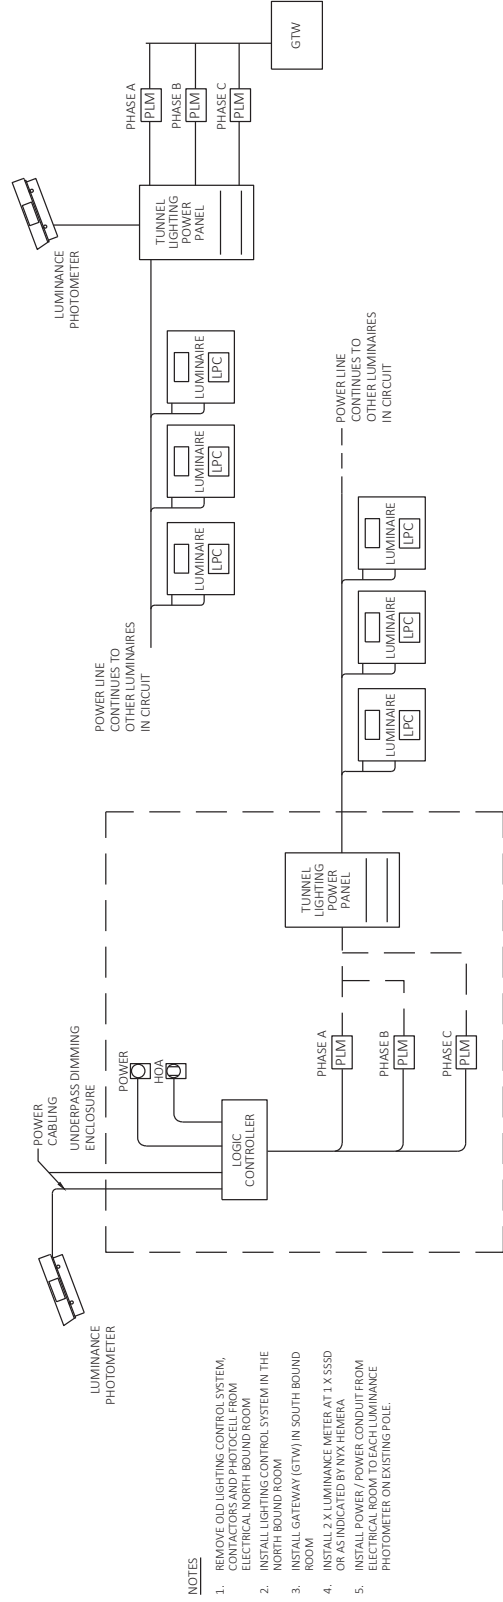 NOTES
1. REMOVE OLD LIGHTING CONTROL SYSTEM,
CONTACTORS AND PHOTOCELL FROM
ELECTRICAL NORTH BOUND ROOM
2. INSTALL LIGHTING CONTROL SYSTEM IN THE
NORTH BOUND ROOM
3. INSTALL GATEWAY (GTW) IN SOUTH BOUND
ROOM
4. INSTALL 2 X LUMINANCE METER AT 1 X SSSD
OR AS INDICATED BY NYX HEMERA
5. INSTALL POWER / POWER CONDUIT FROM
ELECTRICAL ROOM TO EACH LUMINANCE
PHOTOMETER ON EXISTING POLE.
LUMINANCE
PHOTOMETER
POWER
CABLING
UNDERPASS DIMMING
ENCLOSURE
POWER
HOA
LOGIC
CONTROLLER
PHASE A
PLM
PHASE B
PLM
PHASE C
PLM
TUNNEL
LIGHTING
POWER
PANEL
LUMINAIRE
LPC
LUMINAIRE
LPC
LUMINAIRE
LPC
POWER LINE
CONTINUES TO
OTHER LUMINAIRES
IN CIRCUIT
POWER LINE
CONTINUES TO
OTHER LUMINAIRES
IN CIRCUIT
LUMINAIRE
LPC
LUMINAIRE
LPC
LUMINAIRE
LPC
LUMINANCE
PHOTOMETER
TUNNEL
LIGHTING
POWER
PANEL
PHASE A
PLM
PHASE B
PLM
PHASE C
PLM
GTW